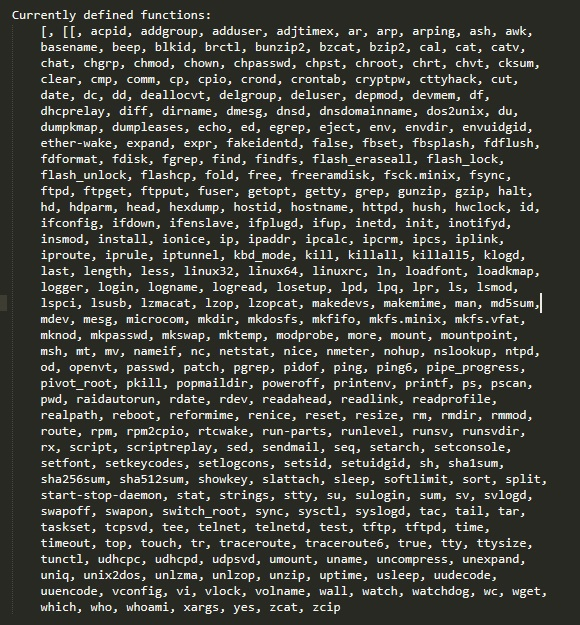 Currently defined functions:
[, [[, acpid, addgroup, adduser, adjtimex, ar, arp, arping, ash, awk,
basename, beep, blkid, brctl, bunzip2, bzcat, bzip2, cal, cat, catv,
chat, chgrp, chmod, chown, chpasswd, chpst, chroot, chrt, chvt, cksum,
clear, cmp, comm, cp, cpio, crond, crontab, cryptpw, cttyhack, cut,
date, dc, dd, deallocvt, delgroup, deluser, depmod, devmem, df,
dhcprelay, diff, dirname, dmesg, dnsd, dnsdomainname, dos2unix, du,
dumpkmap, dumpleases, echo, ed, egrep, eject, env, envdir, envuidgid,
ether-wake, expand, expr, fakeidentd, false, fbset, fbsplash, fdflush,
fdformat, fdisk, fgrep, find, findfs, flash_eraseall, flash_lock,
flash_unlock, flashcp, fold, free, freeramdisk, fsck.minix, fsync,
ftpd, ftpget, ftpput, fuser, getopt, getty, grep, gunzip, gzip, halt,
hd, hdparm, head, hexdump, hostid, hostname, httpd, hush, hwclock, id,
ifconfig, ifdown, ifenslave, ifplugd, ifup, inetd, init, inotifyd,
insmod, install, ionice, ip, ipaddr, ipcalc, ipcrm, ipcs, iplink,
iproute, iprule, iptunnel, kbd_mode, kill, killall, killall5, klogd,
last, length, less, linux32, linux64, linuxrc, ln, loadfont, loadkmap,
logger, login, logname, logread, losetup, lpd, lpq, lpr, ls, lsmod,
lspci, lsusb, lzmacat, lzop, lzopcat, makedevs, makemime, man, md5sum,
mdev, mesg, microcom, mkdir, mkdosfs, mkfifo, mkfs.minix, mkfs.vfat,
mknod, mkpasswd, mkswap, mktemp, modprobe, more, mount, mountpoint,
msh, mt, mv, nameif, nc, netstat, nice, nmeter, nohup, nslookup, ntpd,
od, openvt, passwd, patch, pgrep, pidof, ping, ping6, pipe_progress,
pivot_root, pkill, popmaildir, poweroff, printenv, printf, ps, pscan,
pwd, raidautorun, rdate, rdev, readahead, readlink, readprofile,
realpath, reboot, reformime, renice, reset, resize, rm, rmdir, rmmod,
route, rpm, rpm2cpio, rtcwake, run-parts, runlevel, runsv, runsvdir,
rx, script, scriptreplay, sed, sendmail, seq, setarch, setconsole,
setfont, setkeycodes, setlogcons, setsid, setuidgid, sh, sha1sum,
sha256sum, sha512sum, showkey, slattach, sleep, softlimit, sort, split,
start-stop-daemon, stat, strings, stty, su, sulogin, sum, sv, svlogd,
swapoff, swapon, switch_root, sync, sysctl, syslogd, tac, tail, tar,
taskset, tcpsvd, tee, telnet, telnetd, test, tftp, tftpd, time,
timeout, top, touch, tr, traceroute, traceroute6, true, tty, ttysize,
tunctl, udhcpc, udhcpd, udpsvd, umount, uname, uncompress, unexpand,
uniq, unix2dos, unlzma, unlzop, unzip, uptime, usleep, uudecode,
uuencode, vconfig, vi, vlock, volname, wall, watch, watchdog, wc, wget,
which, who, whoami, xargs, yes, zcat, zcip